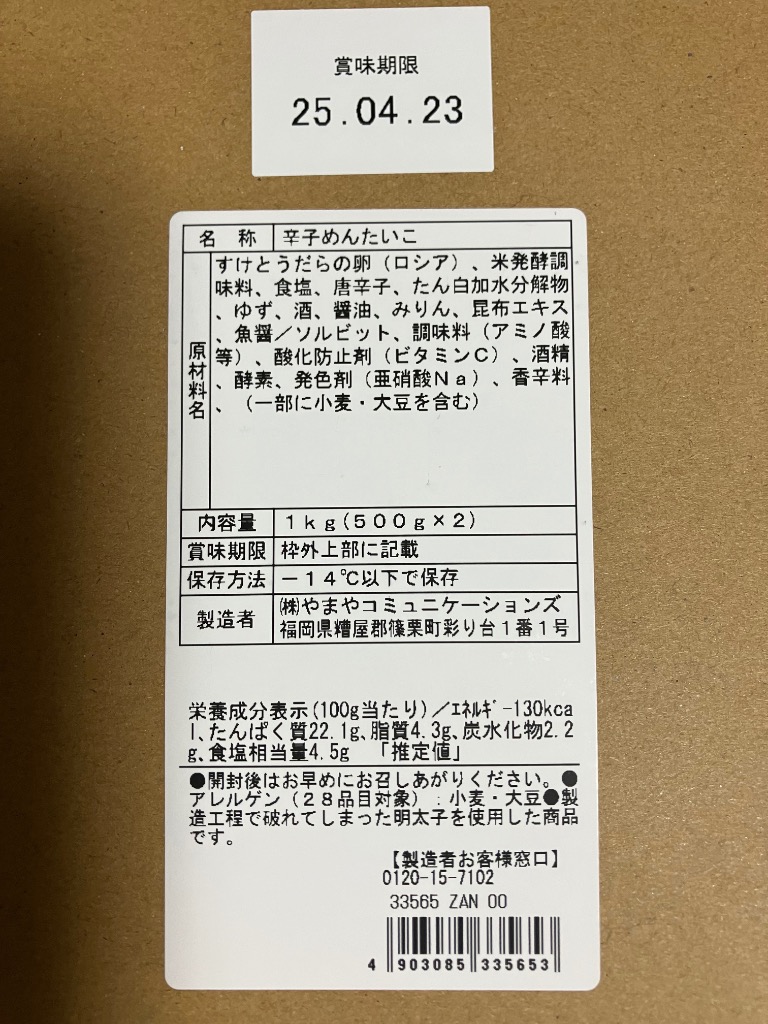 賞味期限
25.04.23
名 称 辛子めんたいこ
原材料名
すけとうだらの卵（ロシア）、米発酵調
味料、食塩、唐辛子、たん白加水分解物
、ゆず、酒、醤油、みりん、昆布エキス
、魚醤／ソルビット、調味料（アミノ酸
等）、酸化防止剤（ビタミンＣ）、酒精
、酵素、発色剤（亜硝酸Ｎａ）、香辛料
、（一部に小麦・大豆を含む）
内容量 １ｋｇ(５００ｇ×２)
賞味期限 枠外上部に記載
保存方法 －１４℃以下で保存
製造者 ㈱やまやコミュニケーションズ
福岡県糟屋郡篠栗町彩り台１番１号
栄養成分表示(100g当たり)／ｴﾈﾙｷﾞｰ130kca
l、たんぱく質22.1g、脂質4.3g、炭水化物2.2
g、食塩相当量4.5g 「推定値」
●開封後はお早めにお召しあがりください。●
アレルゲン（２８品目対象）：小麦・大豆●製
造工程で破れてしまった明太子を使用した商品
です。
【製造者お客様窓口】
0120-15-7102
33565 ZAN 00
4 903085 335653